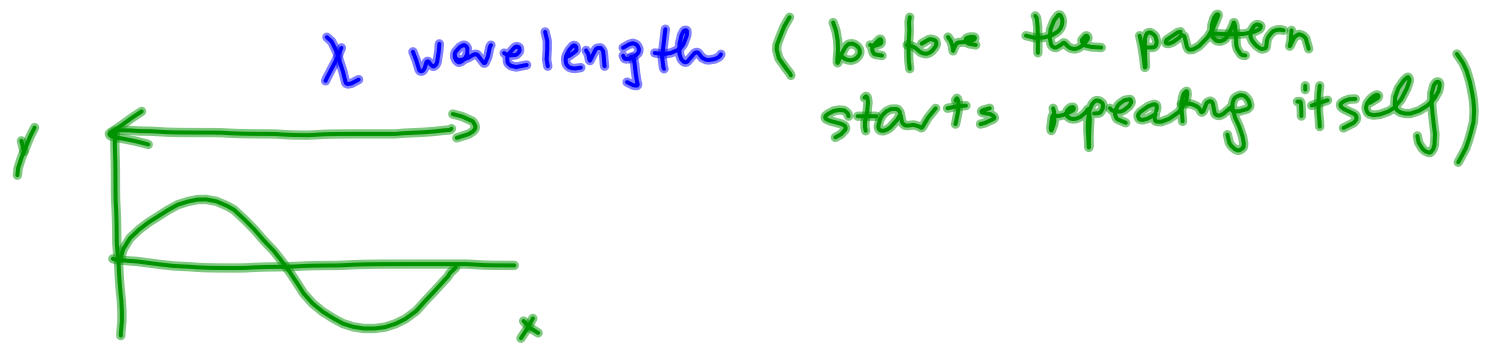 λ wavelength ( before the pattern
starts repeating itself )
y
x